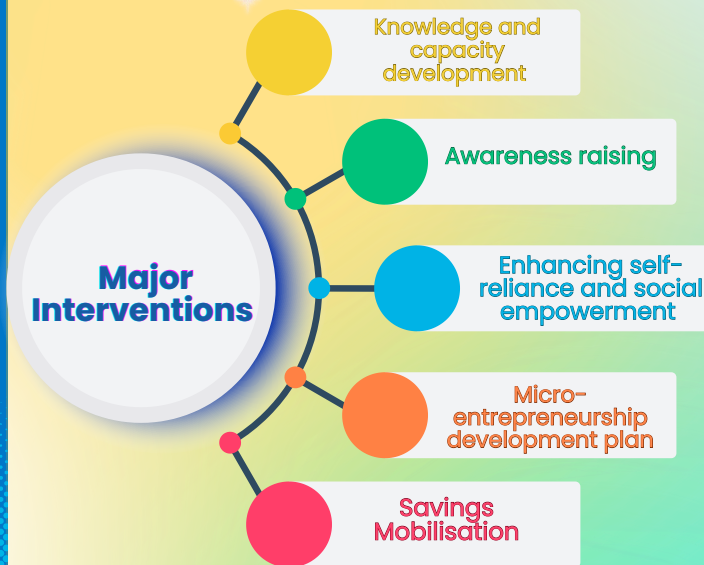 Knowledge and
capacity
development
Awareness raising
Major
Interventions
Enhancing self-
reliance and social
empowerment
Micro-
entrepreneurship
development plan
Savings
Mobilisation